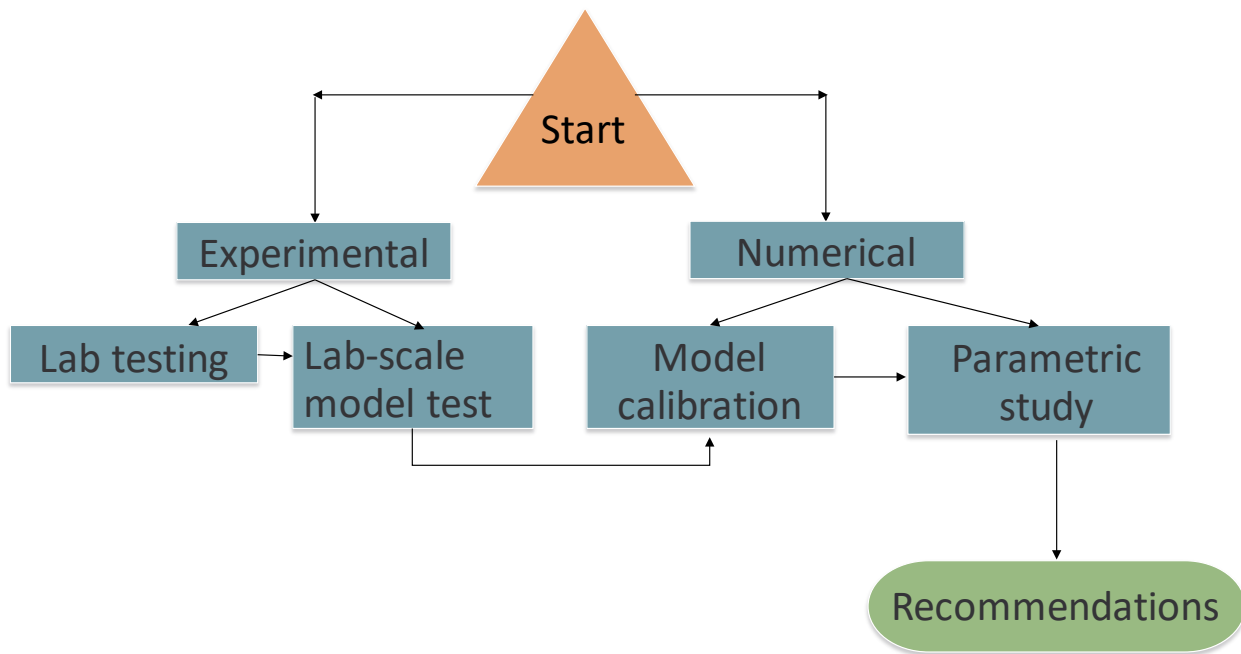 Start
Experimental
Numerical
Lab testing
Lab-scale
model test
Model
calibration
Parametric
study
Recommendations